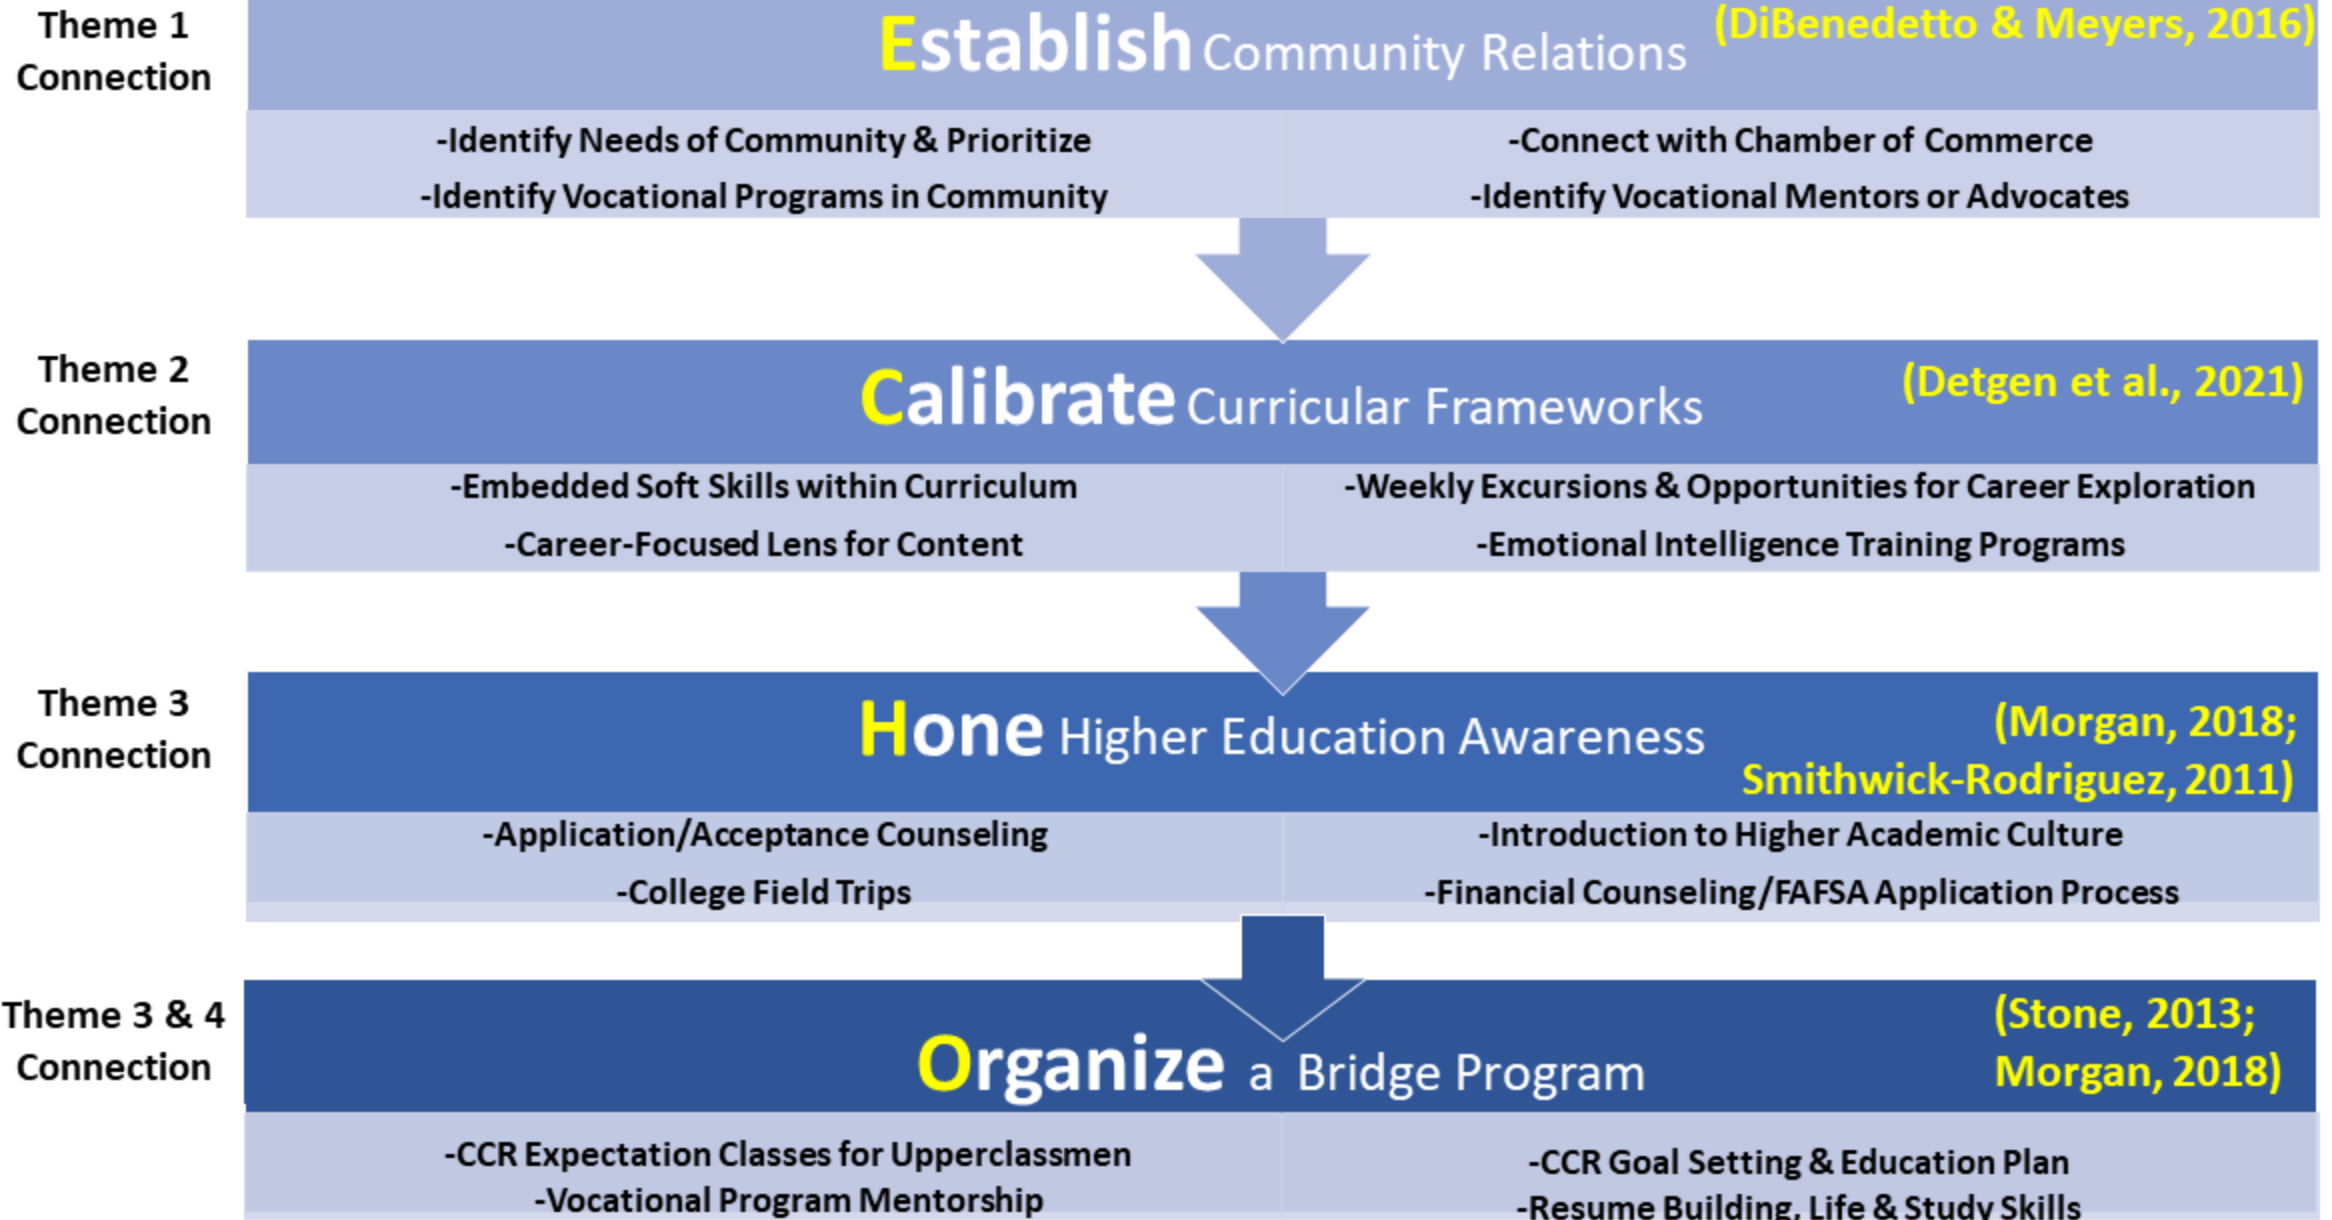 Theme 1
Connection
Establish Community Relations
(DiBenedetto & Meyers, 2016)
-Identify Needs of Community & Prioritize
-Identify Vocational Programs in Community
-Connect with Chamber of Commerce
-Identify Vocational Mentors or Advocates
Theme 2
Connection
Calibrate Curricular Frameworks
(Detgen et al., 2021)
-Embedded Soft Skills within Curriculum
-Career-Focused Lens for Content
-Weekly Excursions & Opportunities for Career Exploration
-Emotional Intelligence Training Programs
Theme 3
Connection
Hone Higher Education Awareness
(Morgan, 2018;
Smithwick-Rodriguez, 2011)
-Application/Acceptance Counseling
-College Field Trips
-Introduction to Higher Academic Culture
-Financial Counseling/FAFSA Application Process
Theme 3 & 4
Connection
Organize a Bridge Program
(Stone, 2013;
Morgan, 2018)
-CCR Expectation Classes for Upperclassmen
-Vocational Program Mentorship
-CCR Goal Setting & Education Plan
-Resume Building, Life & Study Skills